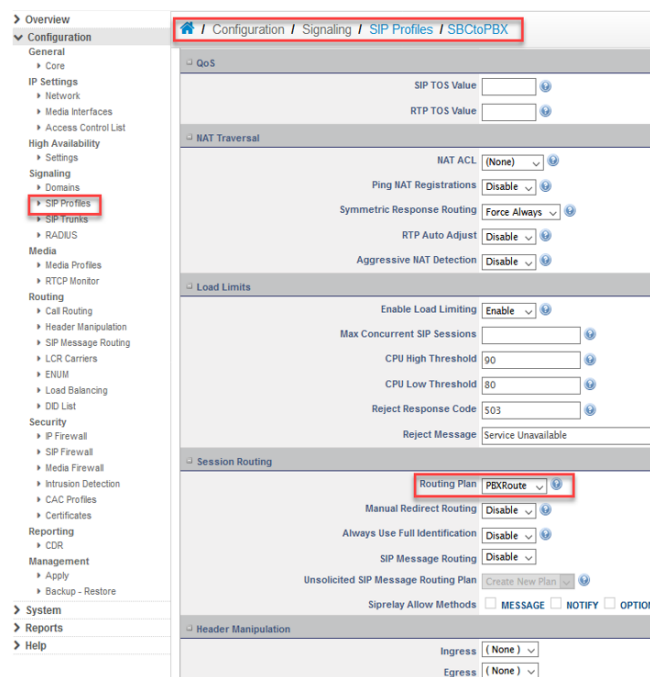 Overview
Configuration
General
Core
IP Settings
Network
Media Interfaces
Access Control List
High Availability
Settings
Signaling
Domains
SIP Profiles
SIP Trunks
RADIUS
Media
Media Profiles
RTCP Monitor
Routing
Call Routing
Header Manipulation
SIP Message Routing
LCR Carriers
ENUM
Load Balancing
DID List
Security
IP Firewall
SIP Firewall
Media Firewall
Intrusion Detection
CAC Profiles
Certificates
Reporting
CDR
Management
Apply
Backup - Restore
System
Reports
Help
/ Configuration / Signaling / SIP Profiles / SBCtoPBX
QoS
SIP TOS Value
RTP TOS Value
NAT Traversal
NAT ACL (None)
Ping NAT Registrations Disable
Symmetric Response Routing Force Always
RTP Auto Adjust Disable
Aggressive NAT Detection Disable
Load Limits
Enable Load Limiting Enable
Max Concurrent SIP Sessions
CPU High Threshold 90
CPU Low Threshold 80
Reject Response Code 503
Reject Message Service Unavailable
Session Routing
Routing Plan PBXRoute
Manual Redirect Routing Disable
Always Use Full Identification Disable
SIP Message Routing Disable
Unsolicited SIP Message Routing Plan Create New Plan
Siprelay Allow Methods MESSAGE NOTIFY OPTION
Header Manipulation
Ingress ( None )
Egress ( None )